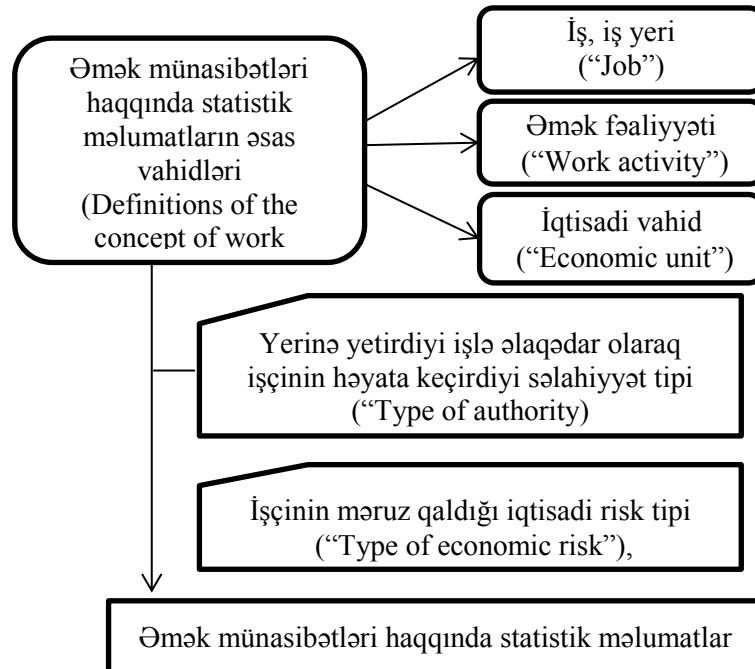 Əmək münasibətləri
haqqında statistik
məlumatların əsas
vahidləri
(Definitions of the
concept of work
İş, iş yeri
(“Job”)
Əmək fəaliyyəti
(“Work activity”)
İqtisadi vahid
(“Economic unit”)
Yerinə yetirdiyi işlə əlaqədar olaraq
işçinin həyata keçirdiyi səlahiyyət tipi
(“Type of authority)
İşçinin məruz qaldığı iqtisadi risk tipi
(“Type of economic risk”),
Əmək münasibətləri haqqında statistik məlumatlar